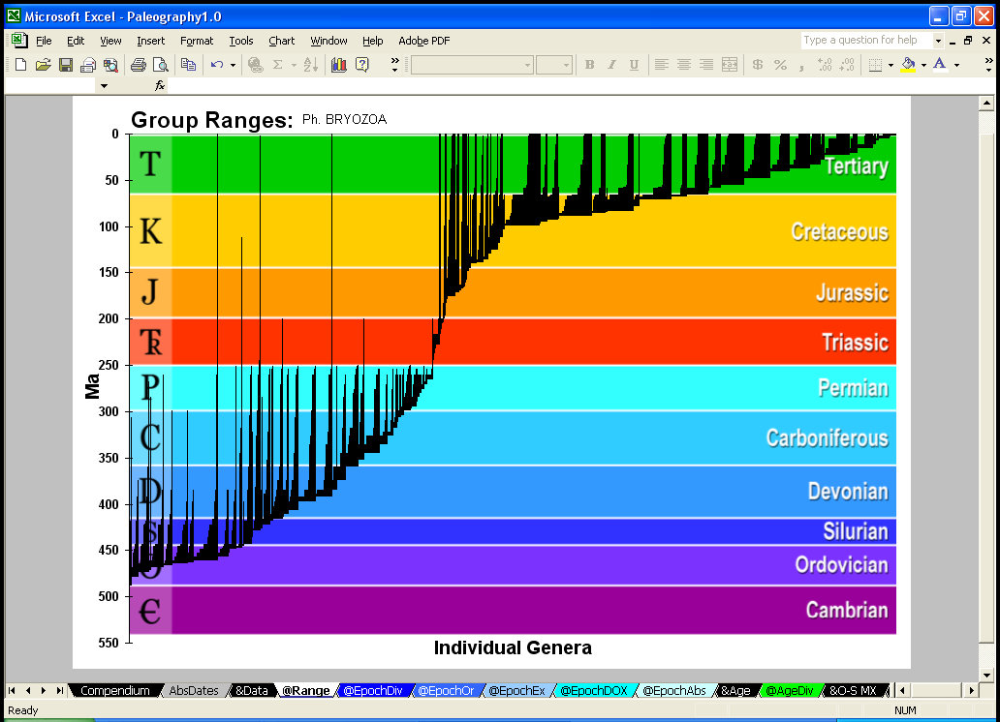 Microsoft Excel - Paleography1.0
File Edit View Insert Format Tools Chart Window Help Adobe PDF
Type a question for help
B I U $ % ,
fx
Group Ranges: Ph. BRYOZOA
0
T Tertiary
50
100
K Cretaceous
150
J Jurassic
200
TR Triassic
250
P Permian
Ma
300
C Carboniferous
350
D Devonian
400
S Silurian
450
O Ordovician
500
€ Cambrian
550
Individual Genera
Compendium AbsDates &Data @Range @EpochDiv @EpochOr @EpochEx @EpochDOX @EpochAbs &Age @AgeDiv &O-S MX
Ready NUM